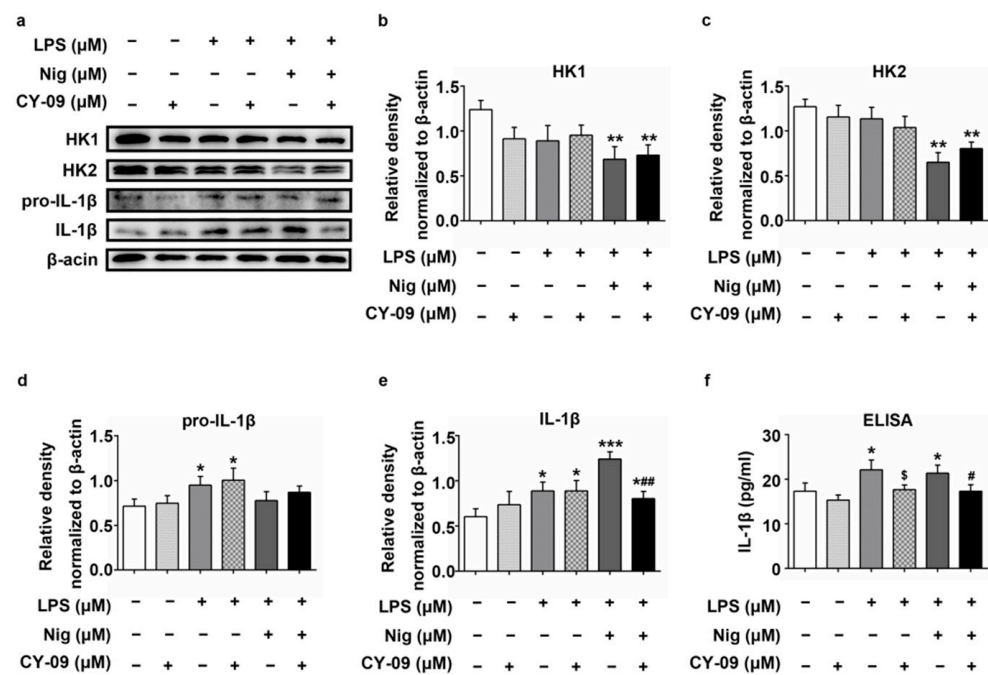 a
LPS (μM) – – + + + +
Nig (μM) – – – – + +
CY-09 (μM) – + – + – +
HK1
HK2
pro-IL-1β
IL-1β
β-acin
b
HK1
Relative density
normalized to β-actin
1.5
1.0
0.5
0.0
LPS (μM) – – + + + +
Nig (μM) – – – – + +
CY-09 (μM) – + – + – +
** **
c
HK2
Relative density
normalized to β-actin
1.5
1.0
0.5
0.0
** **
LPS (μM) – – + + + +
Nig (μM) – – – – + +
CY-09 (μM) – + – + – +
d
pro-IL-1β
Relative density
normalized to β-actin
1.5
1.0
0.5
0.0
* *
LPS (μM) – – + + + +
Nig (μM) – – – – + +
CY-09 (μM) – + – + – +
e
IL-1β
Relative density
normalized to β-actin
1.5
1.0
0.5
0.0
* * *** *##
LPS (μM) – – + + + +
Nig (μM) – – – – + +
CY-09 (μM) – + – + – +
f
ELISA
IL-1β (pg/ml)
30
20
10
0
* $ * #
LPS (μM) – – + + + +
Nig (μM) – – – – + +
CY-09 (μM) – + – + – +